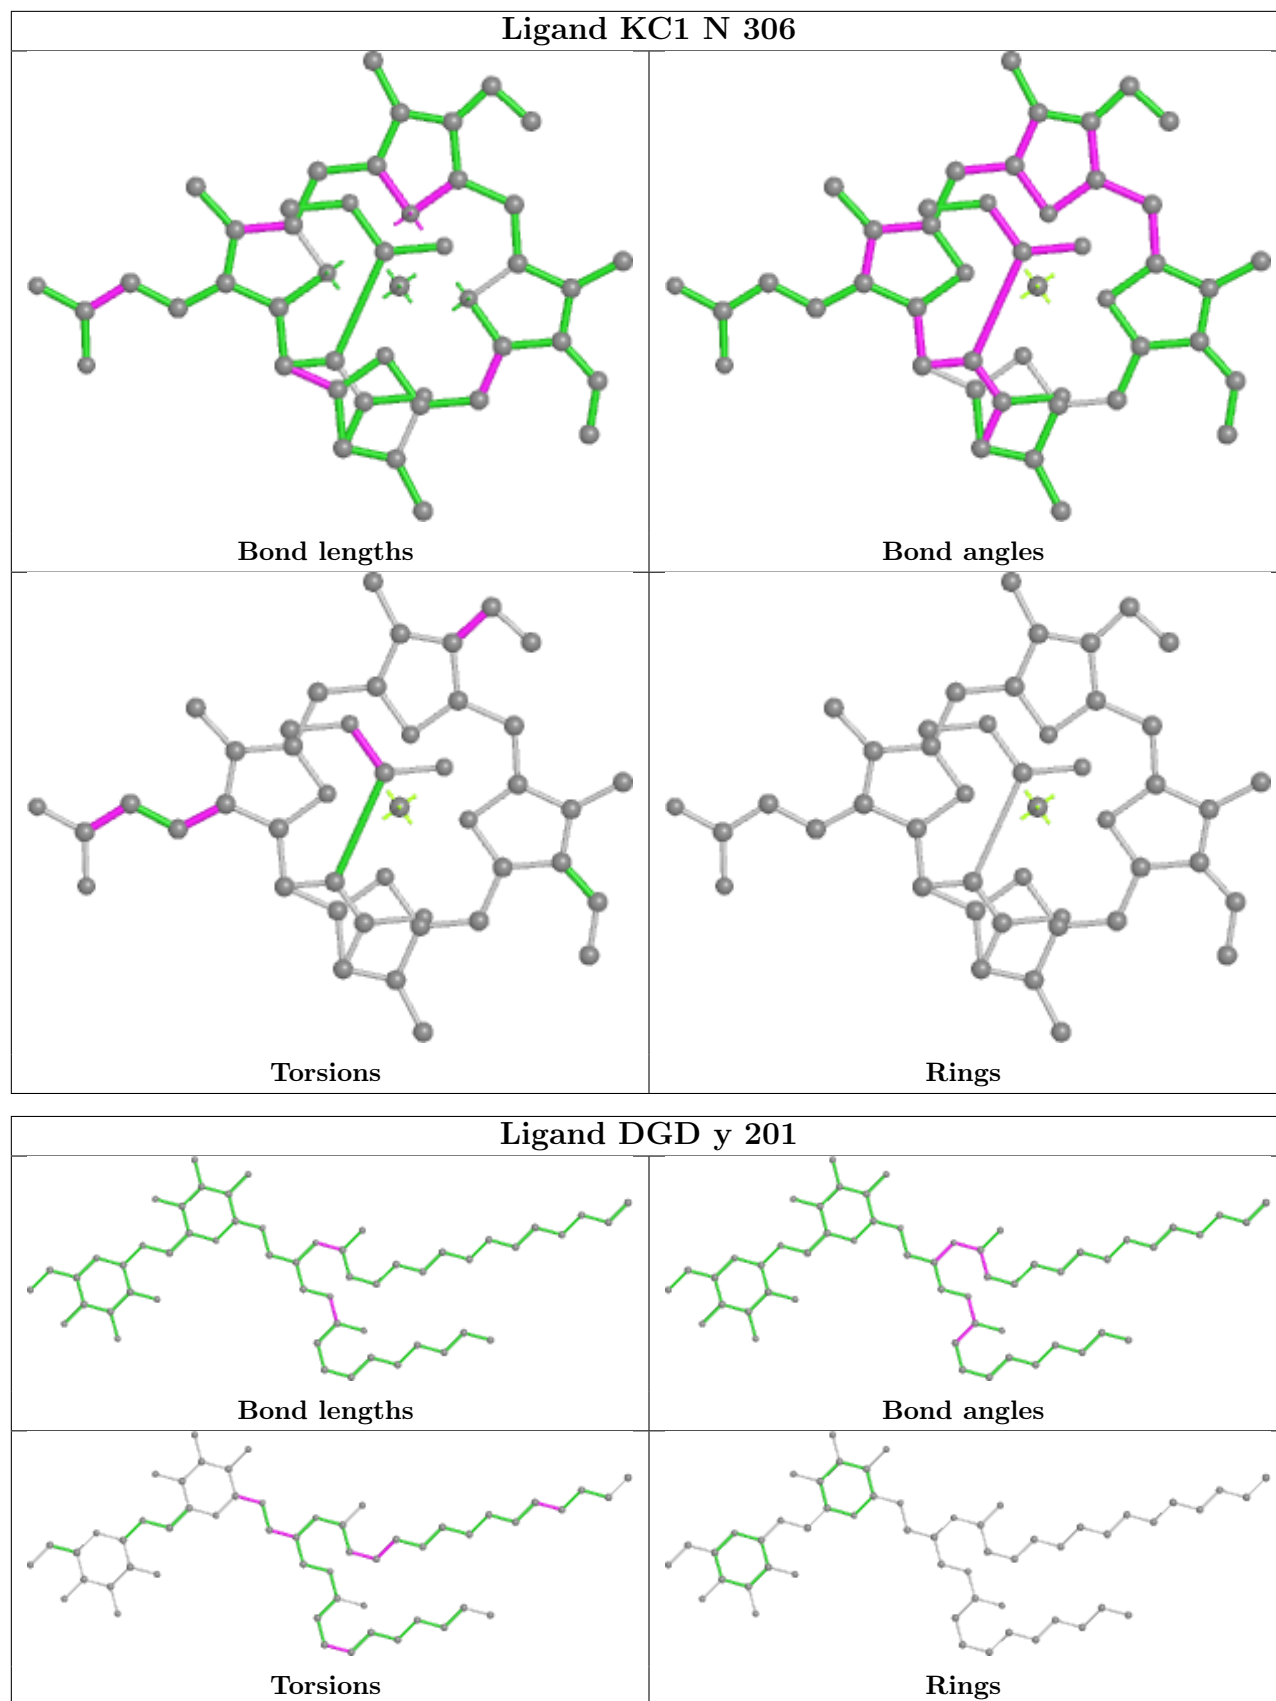 Ligand KC1 N 306
Bond lengths
Bond angles
Torsions
Rings
Ligand DGD y 201
Bond lengths
Bond angles
Torsions
Rings